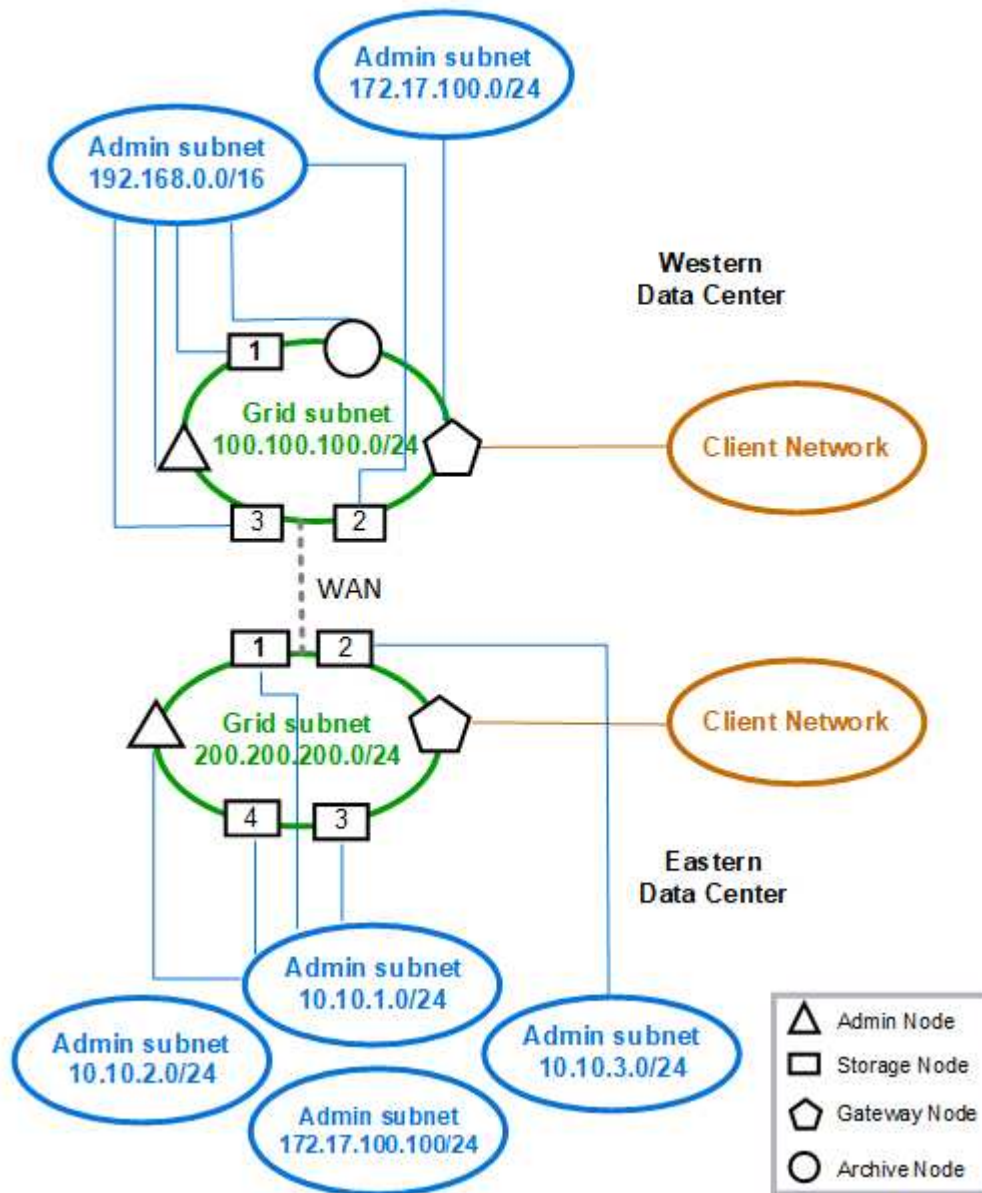 Admin subnet
172.17.100.0/24
Admin subnet
192.168.0.0/16
Western
Data Center
1
Grid subnet
100.100.100.0/24
Client Network
3
2
WAN
1
2
Grid subnet
200.200.200.0/24
Client Network
4
3
Eastern
Data Center
Admin subnet
10.10.1.0/24
Admin subnet
10.10.2.0/24
Admin subnet
10.10.3.0/24
Admin subnet
172.17.100.100/24
Admin Node
Storage Node
Gateway Node
Archive Node